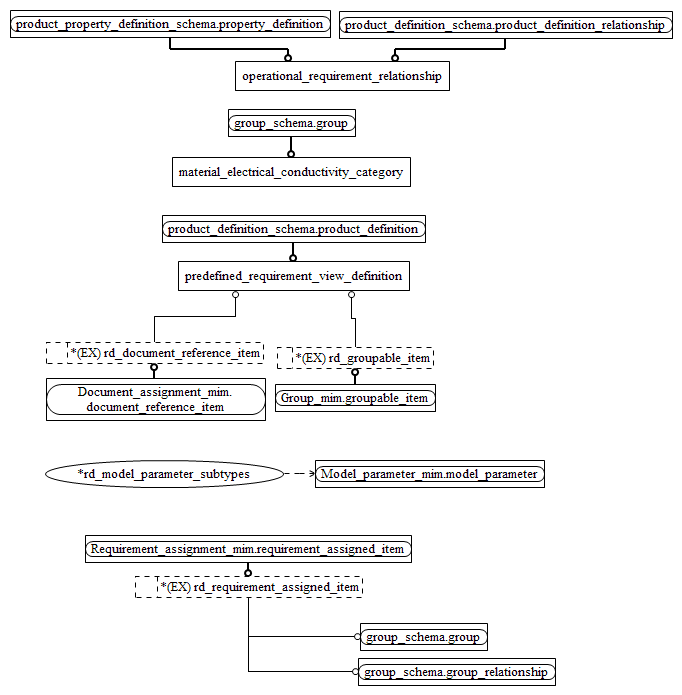 product_property_definition_schema.property_definition
product_definition_schema.product_definition_relationship
operational_requirement_relationship
group_schema.group
material_electrical_conductivity_category
product_definition_schema.product_definition
predefined_requirement_view_definition
*(EX) rd_document_reference_item
*(EX) rd_groupable_item
Document_assignment_mim.
document_reference_item
Group_mim.groupable_item
*rd_model_parameter_subtypes
Model_parameter_mim.model_parameter
Requirement_assignment_mim.requirement_assigned_item
*(EX) rd_requirement_assigned_item
group_schema.group
group_schema.group_relationship